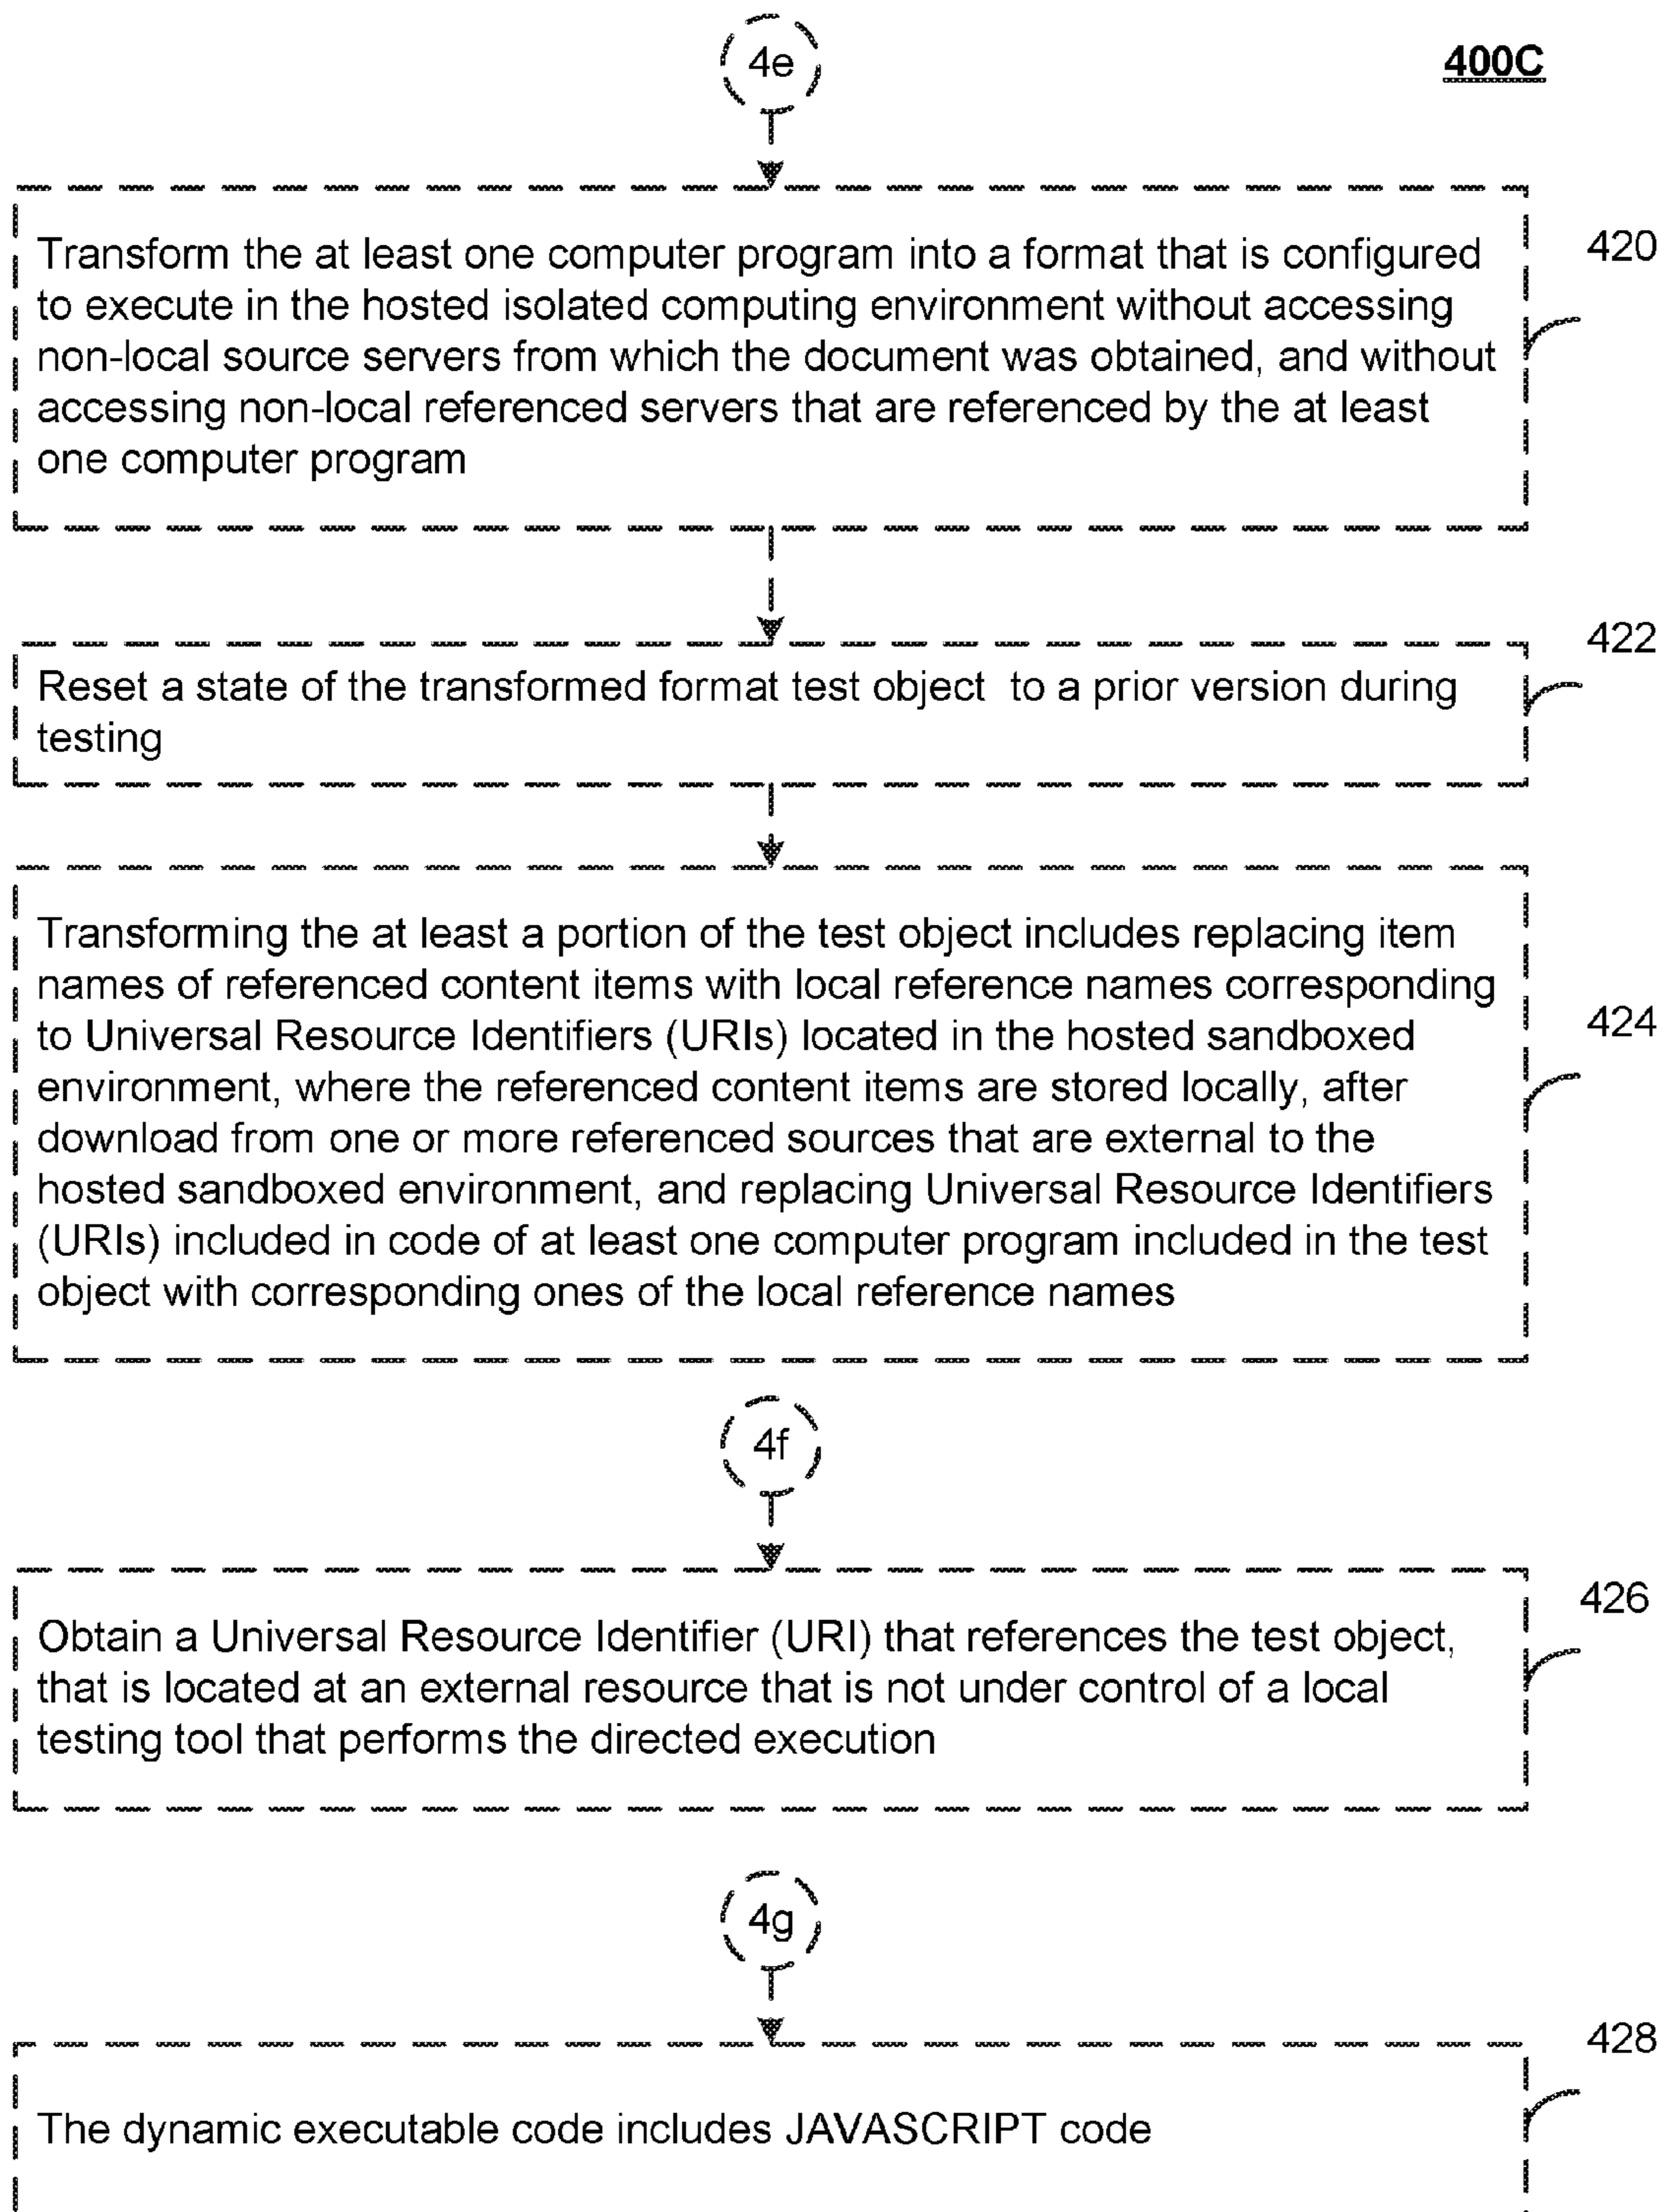 4e
400C
Transform the at least one computer program into a format that is configured
420
to execute in the hosted isolated computing environment without accessing
non-local source servers from which the document was obtained, and without
accessing non-local referenced servers that are referenced by the at least
one computer program
422
Reset a state of the transformed format test object to a prior version during
testing
Transforming the at least a portion of the test object includes replacing item
names of referenced content items with local reference names corresponding
to Universal Resource Identifiers (URIs) located in the hosted sandboxed
424
environment, where the referenced content items are stored locally, after
download from one or more referenced sources that are external to the
hosted sandboxed environment, and replacing Universal Resource Identifiers
(URIs) included in code of at least one computer program included in the test
object with corresponding ones of the local reference names
4f
426
Obtain a Universal Resource Identifier (URI) that references the test object,
that is located at an external resource that is not under control of a local
testing tool that performs the directed execution
4g
428
The dynamic executable code includes JAVASCRIPT code